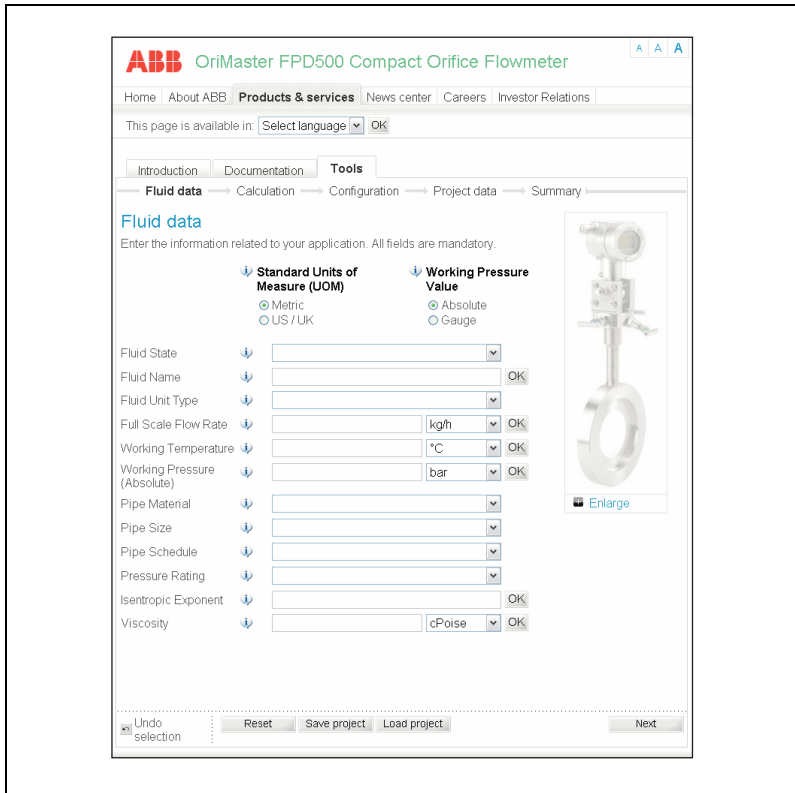 A A A
ABB OriMaster FPD500 Compact Orifice Flowmeter
Home About ABB Products & services News center Careers Investor Relations
This page is available in: Select language OK
Introduction Documentation Tools
Fluid data Calculation Configuration Project data Summary
Fluid data
Enter the information related to your application. All fields are mandatory.
i Standard Units of Measure (UOM)
Metric
US / UK
i Working Pressure Value
Absolute
Gauge
Fluid State i
Fluid Name i OK
Fluid Unit Type i
Full Scale Flow Rate i kg/h OK
Working Temperature i °C OK
Working Pressure (Absolute) i bar OK
Pipe Material i
Pipe Size i
Pipe Schedule i
Pressure Rating i
Isentropic Exponent i OK
Viscosity i cPoise OK
Enlarge
Undo selection
Reset Save project Load project Next